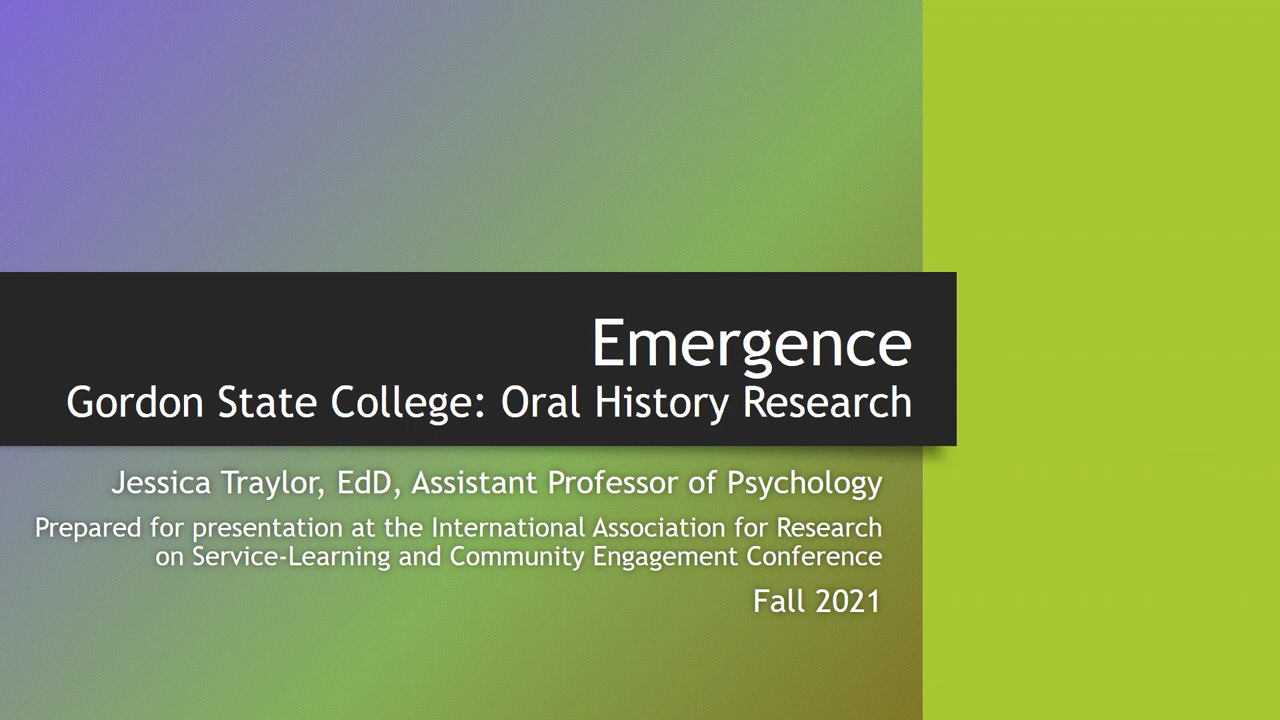 Emergence
Gordon State College: Oral History Research
Jessica Traylor, EdD, Assistant Professor of Psychology
Prepared for presentation at the International Association for Research
on Service-Learning and Community Engagement Conference
Fall 2021